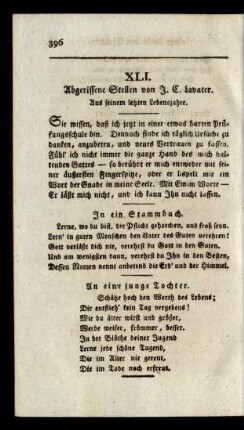 396
XLI.
Abgerissene Stellen von J. C. Lavater.
Aus seinem letzten Lebensjahre.
Sie wissen, daß ich jetzt in einer etwas harten Prü-
fungsschule bin. Dennoch finde ich täglich Ursache zu
danken, anzubeten, und neues Vertrauen zu fassen.
Fühl' ich nicht immer die ganze Hand des mich hal-
tenden Gottes — so berührt er mich entweder mit sei-
ner äußersten Fingerspitze, oder er lispelt mir ein
Wort der Gnade in meine Seele. Mit Einem Worte —
Er läßt mich nicht, und ich kann Ihn nicht lassen.
In ein Stammbuch.
Lerne, wo du bist, der Pflicht gehorchen, und froh seyn.
Lern' in guten Menschen den Vater des Guten verehren!
Gott verläßt dich nie, verehest du Gott in den Guten.
Und am wenigsten dann, verehest du Ihn in den Besten,
Dessen Namen nennt anbetend die Erd' und der Himmel.
An eine junge Tochter.
Schätze hoch den Werth des Lebens;
Dir entflieh' kein Tag vergebens!
Wie du älter wirst und größer,
Werde weiser, frömmer, besser.
In der Blüthe deiner Jugend
Lerne jede schöne Tugend,
Die im Alter nie gereut,
Die im Tode noch erfreut.